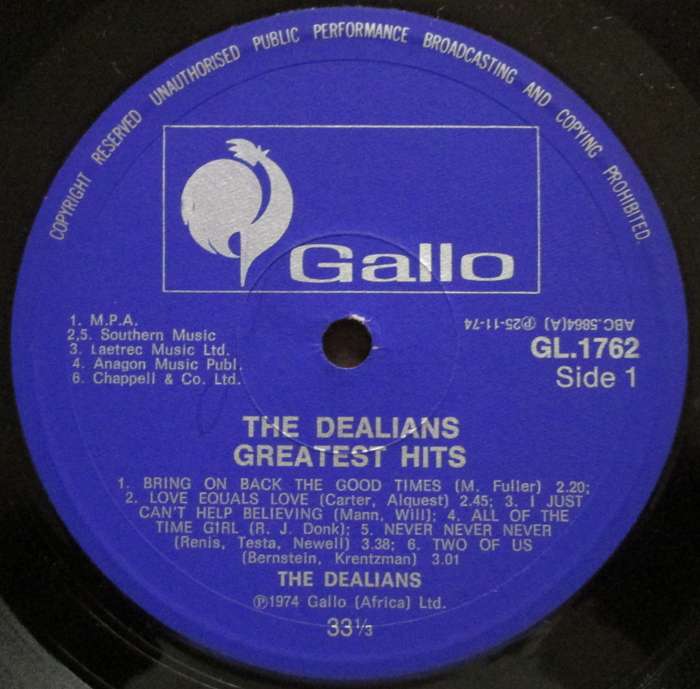 COPYRIGHT RESERVED UNAUTHORISED PUBLIC PERFORMANCE BROADCASTING AND COPYING PROHIBITED.
Gallo
1. M.P.A.
2,5. Southern Music
3. Laetrec Music Ltd.
4. Anagon Music Publ.
6. Chappell & Co. Ltd.
ABC.5864(A) Ⓟ25-11-74
GL.1762
Side 1
THE DEALIANS
GREATEST HITS
1. BRING ON BACK THE GOOD TIMES (M. Fuller) 2.20;
2. LOVE EQUALS LOVE (Carter, Alquest) 2.45; 3. I JUST
CAN'T HELP BELIEVING (Mann, Will); 4. ALL OF THE
TIME G1RL (R. J. Donk); 5. NEVER NEVER NEVER
(Renis, Testa, Newell) 3.38; 6. TWO OF US
(Bernstein, Krentzman) 3.01
THE DEALIANS
Ⓟ1974 Gallo (Africa) Ltd.
33⅓